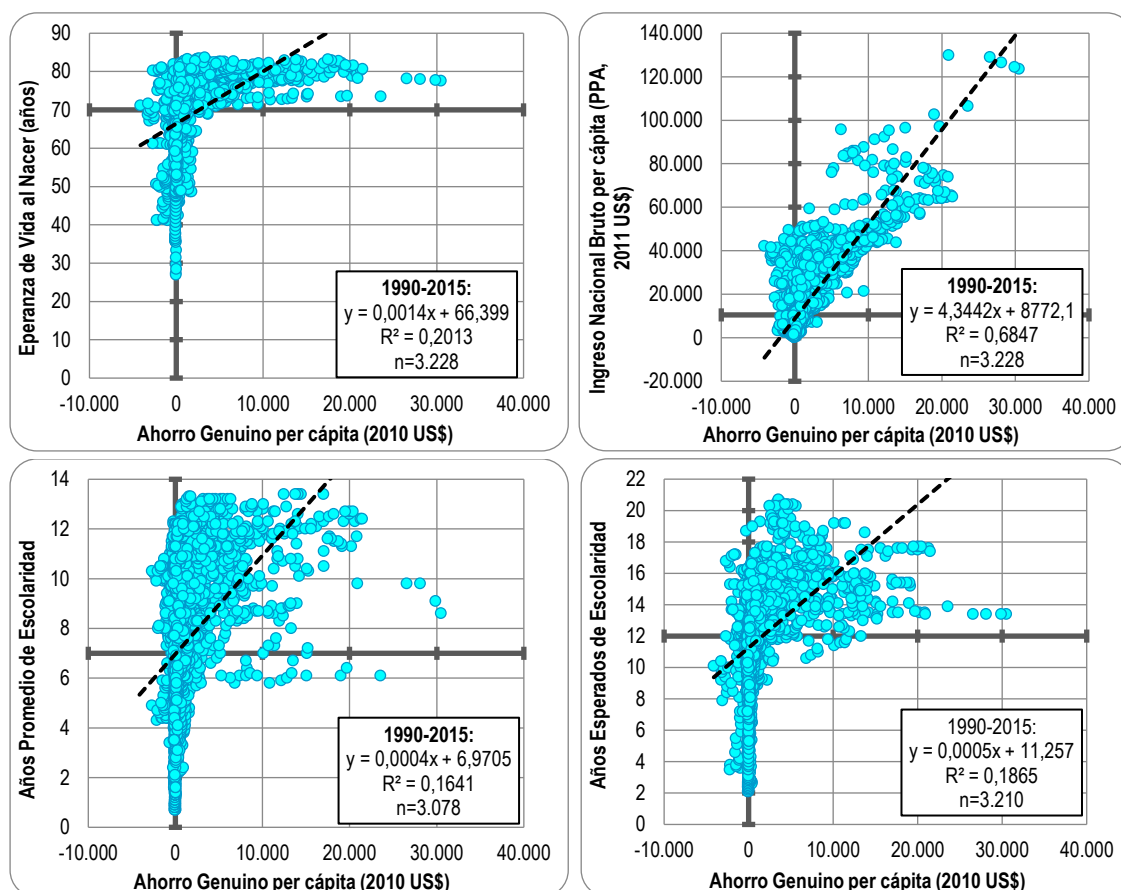 Eperanza de Vida al Nacer (años)
90
80
70
60
50
40
30
20
10
0
-10.000 0 10.000 20.000 30.000 40.000
Ahorro Genuino per cápita (2010 US$)
1990-2015:
y = 0,0014x + 66,399
R² = 0,2013
n=3.228
Ingreso Nacional Bruto per cápita (PPA,
2011 US$)
140.000
120.000
100.000
80.000
60.000
40.000
20.000
0
-20.000
-10.000 0 10.000 20.000 30.000 40.000
Ahorro Genuino per cápita (2010 US$)
1990-2015:
y = 4,3442x + 8772,1
R² = 0,6847
n=3.228
Años Promedio de Escolaridad
14
12
10
8
6
4
2
0
-10.000 0 10.000 20.000 30.000 40.000
Ahorro Genuino per cápita (2010 US$)
1990-2015:
y = 0,0004x + 6,9705
R² = 0,1641
n=3.078
Años Esperados de Escolaridad
22
20
18
16
14
12
10
8
6
4
2
0
-10.000 0 10.000 20.000 30.000 40.000
Ahorro Genuino per cápita (2010 US$)
1990-2015:
y = 0,0005x + 11,257
R² = 0,1865
n=3.210